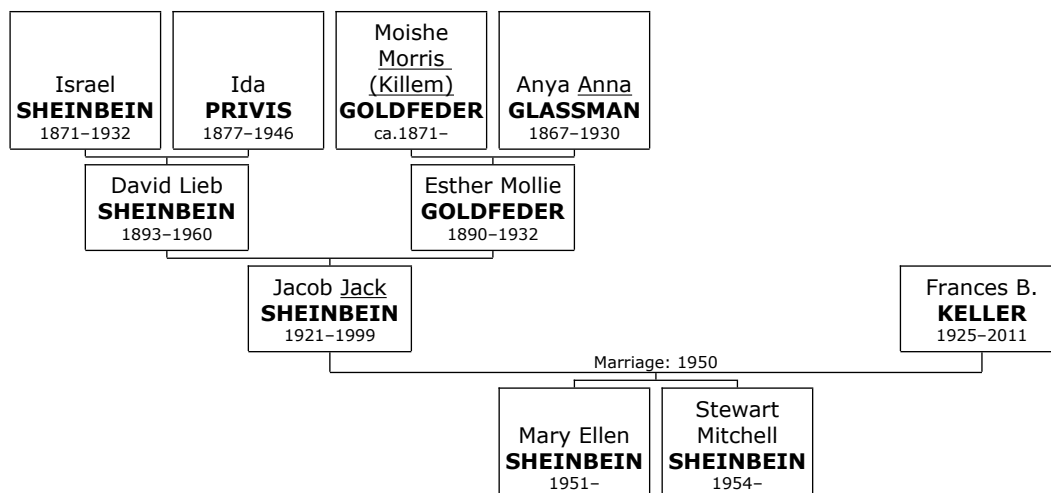 Israel
SHEINBEIN
1871–1932
Ida
PRIVIS
1877–1946
Moishe
Morris
(Killem)
GOLDFEDER
ca.1871–
Anya Anna
GLASSMAN
1867–1930
David Lieb
SHEINBEIN
1893–1960
Esther Mollie
GOLDFEDER
1890–1932
Jacob Jack
SHEINBEIN
1921–1999
Frances B.
KELLER
1925–2011
Marriage: 1950
Mary Ellen
SHEINBEIN
1951–
Stewart
Mitchell
SHEINBEIN
1954–